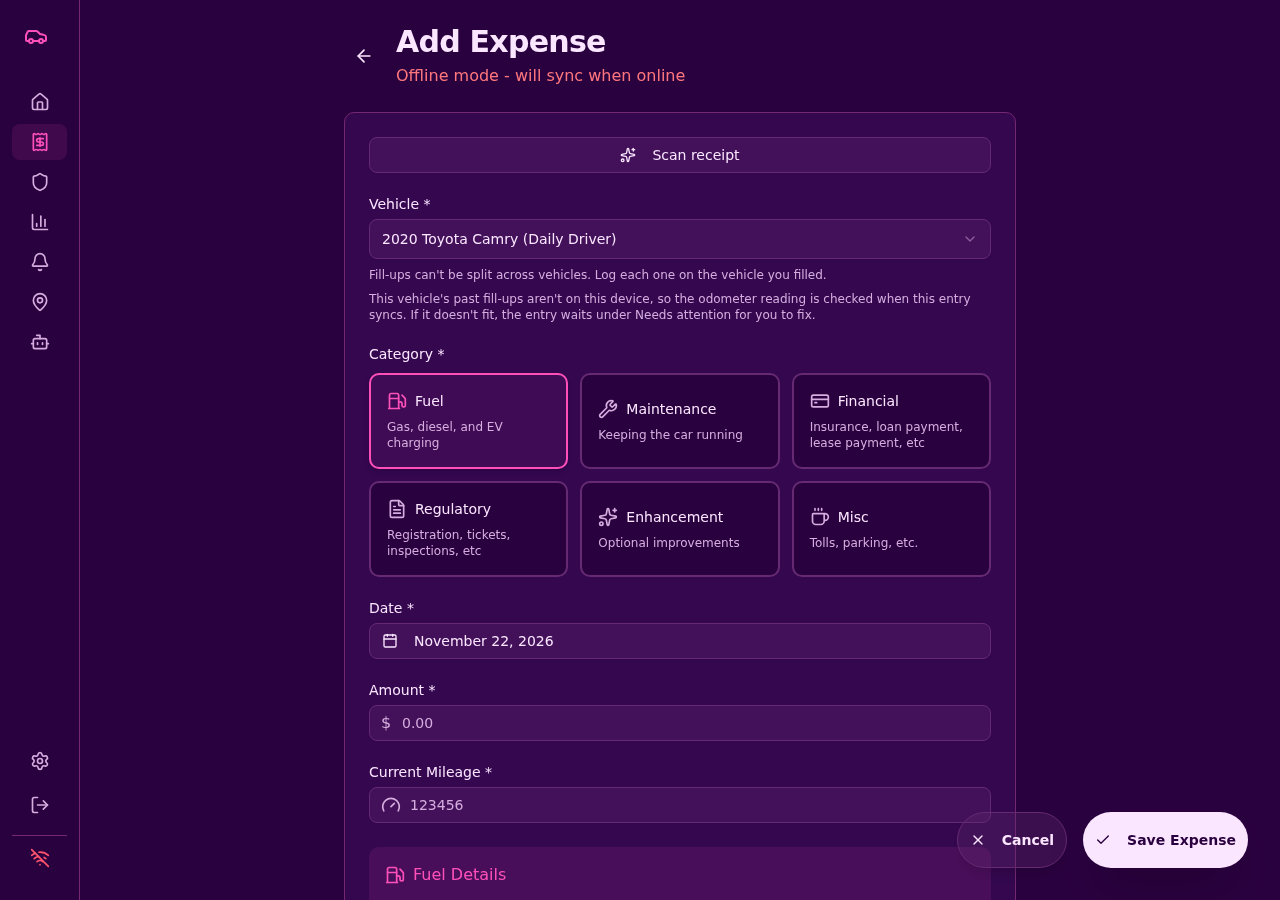 Add Expense
Offline mode - will sync when online
Scan receipt
Vehicle *
2020 Toyota Camry (Daily Driver)
Fill-ups can't be split across vehicles. Log each one on the vehicle you filled.
This vehicle's past fill-ups aren't on this device, so the odometer reading is checked when this entry
syncs. If it doesn't fit, the entry waits under Needs attention for you to fix.
Category *
Fuel
Gas, diesel, and EV
charging
Maintenance
Keeping the car running
Financial
Insurance, loan payment,
lease payment, etc
Regulatory
Registration, tickets,
inspections, etc
Enhancement
Optional improvements
Misc
Tolls, parking, etc.
Date *
November 22, 2026
Amount *
$ 0.00
Current Mileage *
123456
Cancel
Save Expense
Fuel Details